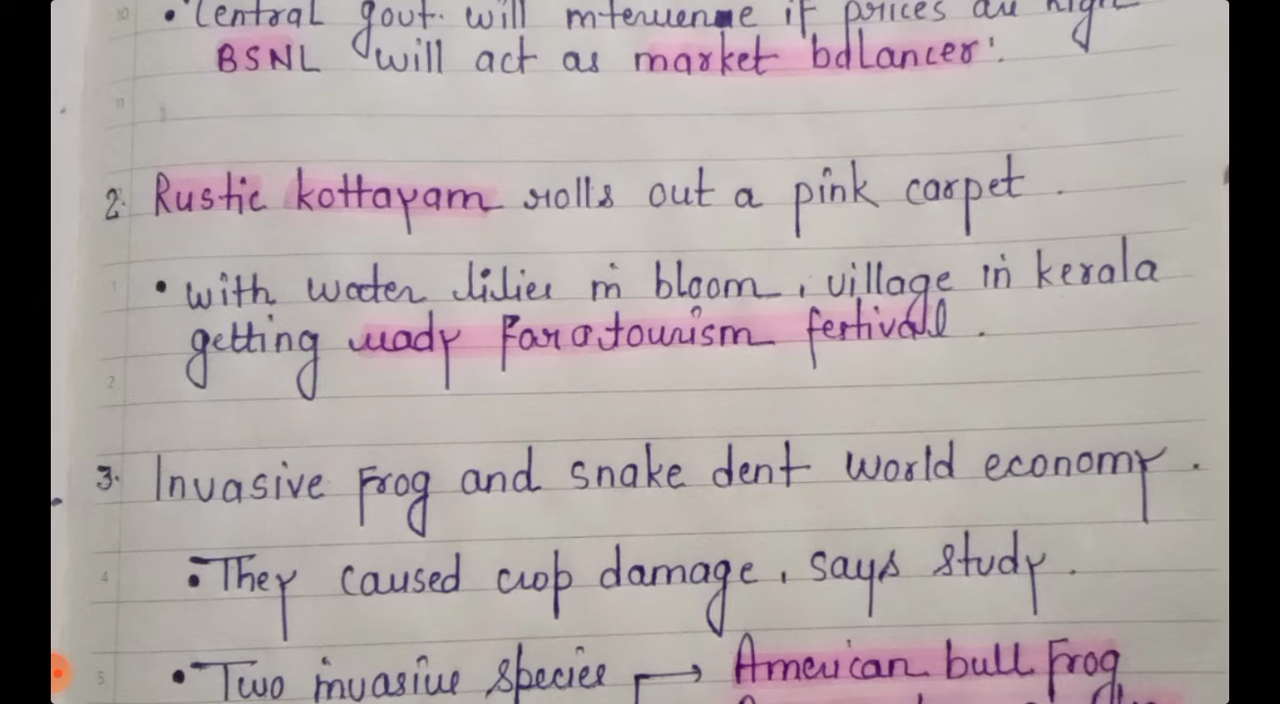 • Central govt. will intervene if prices are high
BSNL will act as market balancer.
2. Rustic kottayam rolls out a pink carpet.
• with water lilies in bloom, village in kerala
getting ready for a tourism festival.
3. Invasive Frog and snake dent world economy.
• They caused crop damage, says study.
• Two invasive species → American bull Frog